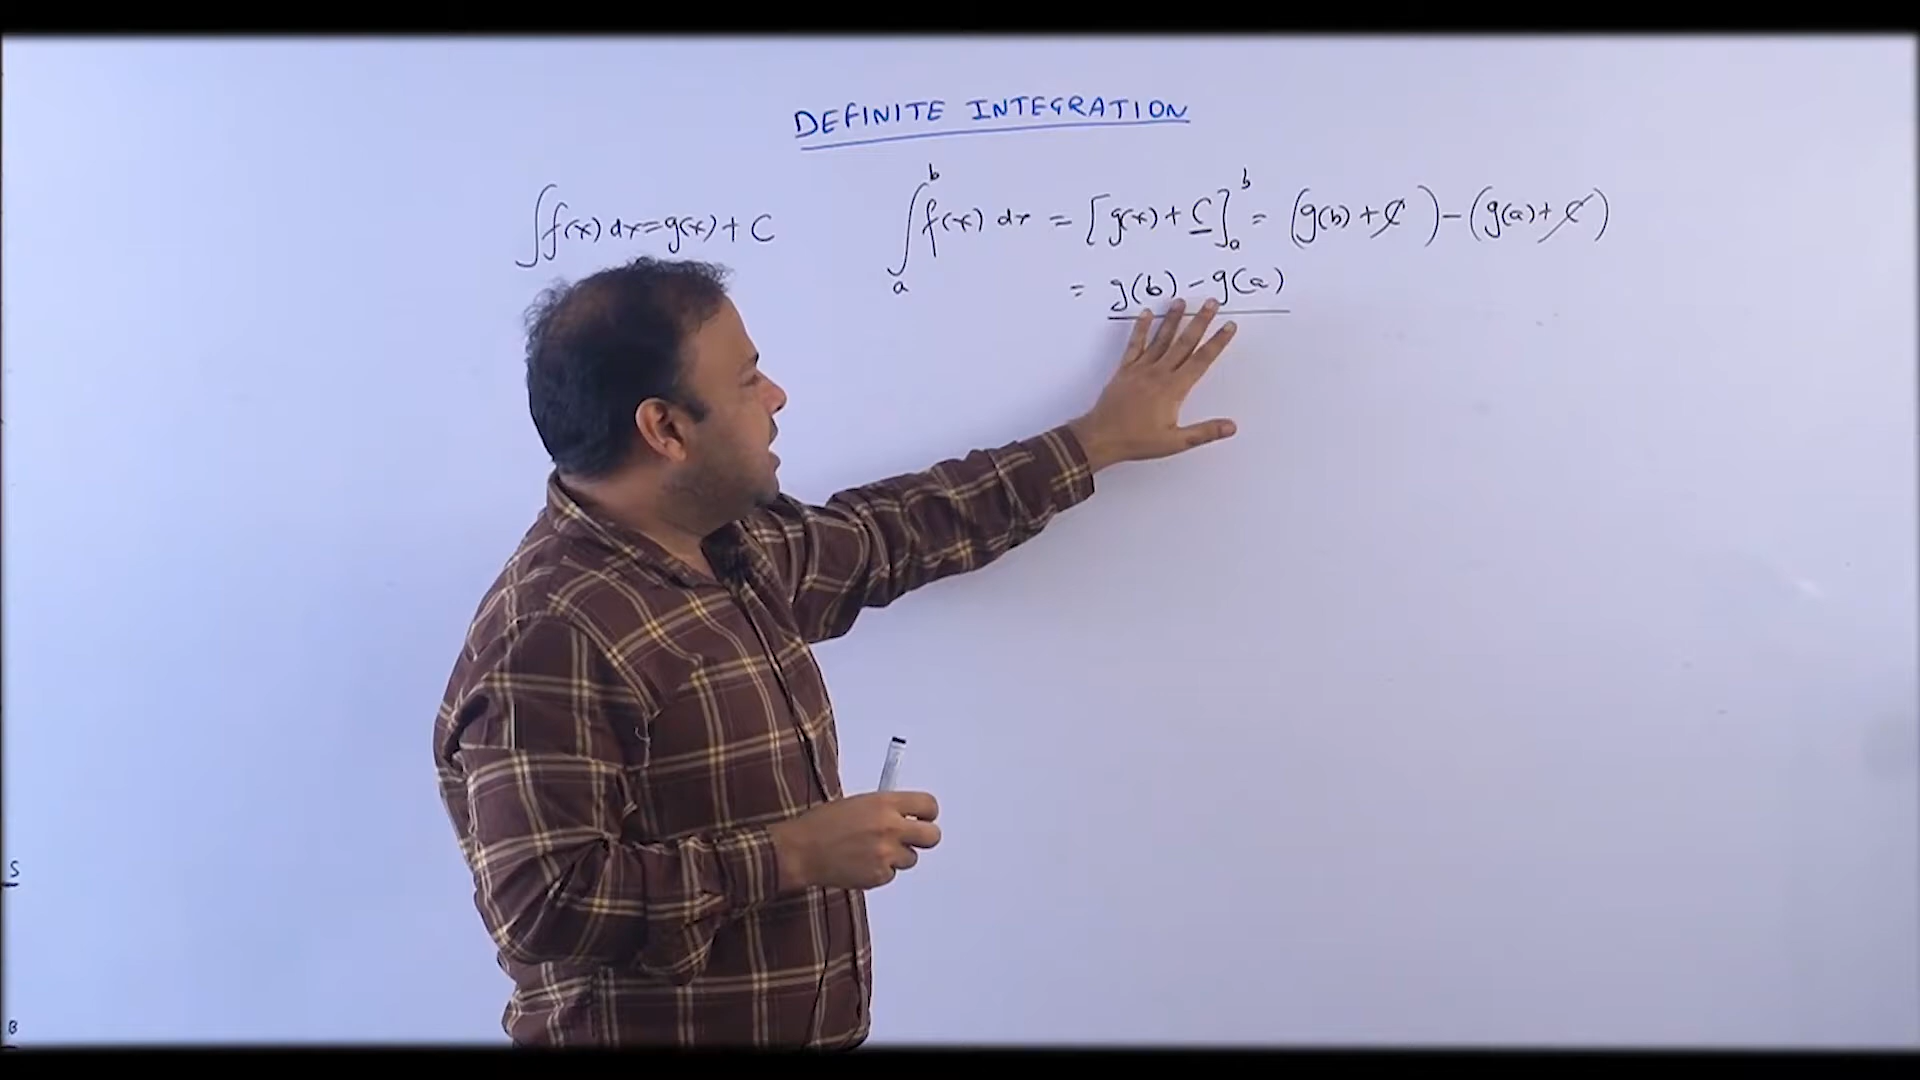 DEFINITE INTEGRATION
∫f(x) dx = g(x) + C
∫ₐᵇ f(x) dx = [g(x) + C]ₐᵇ = (g(b) + C) - (g(a) + C)
= g(b) - g(a)
S
B